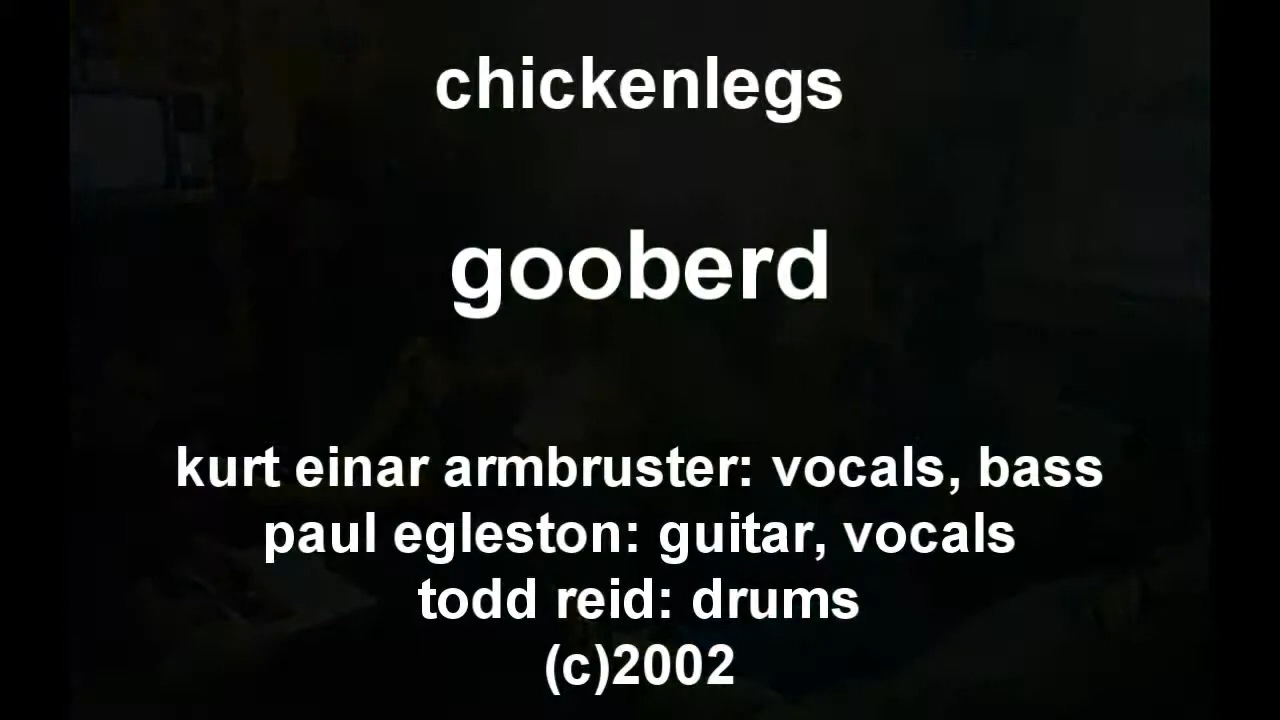 chickenlegs
gooberd
kurt einar armbruster: vocals, bass
paul egleston: guitar, vocals
todd reid: drums
(c)2002